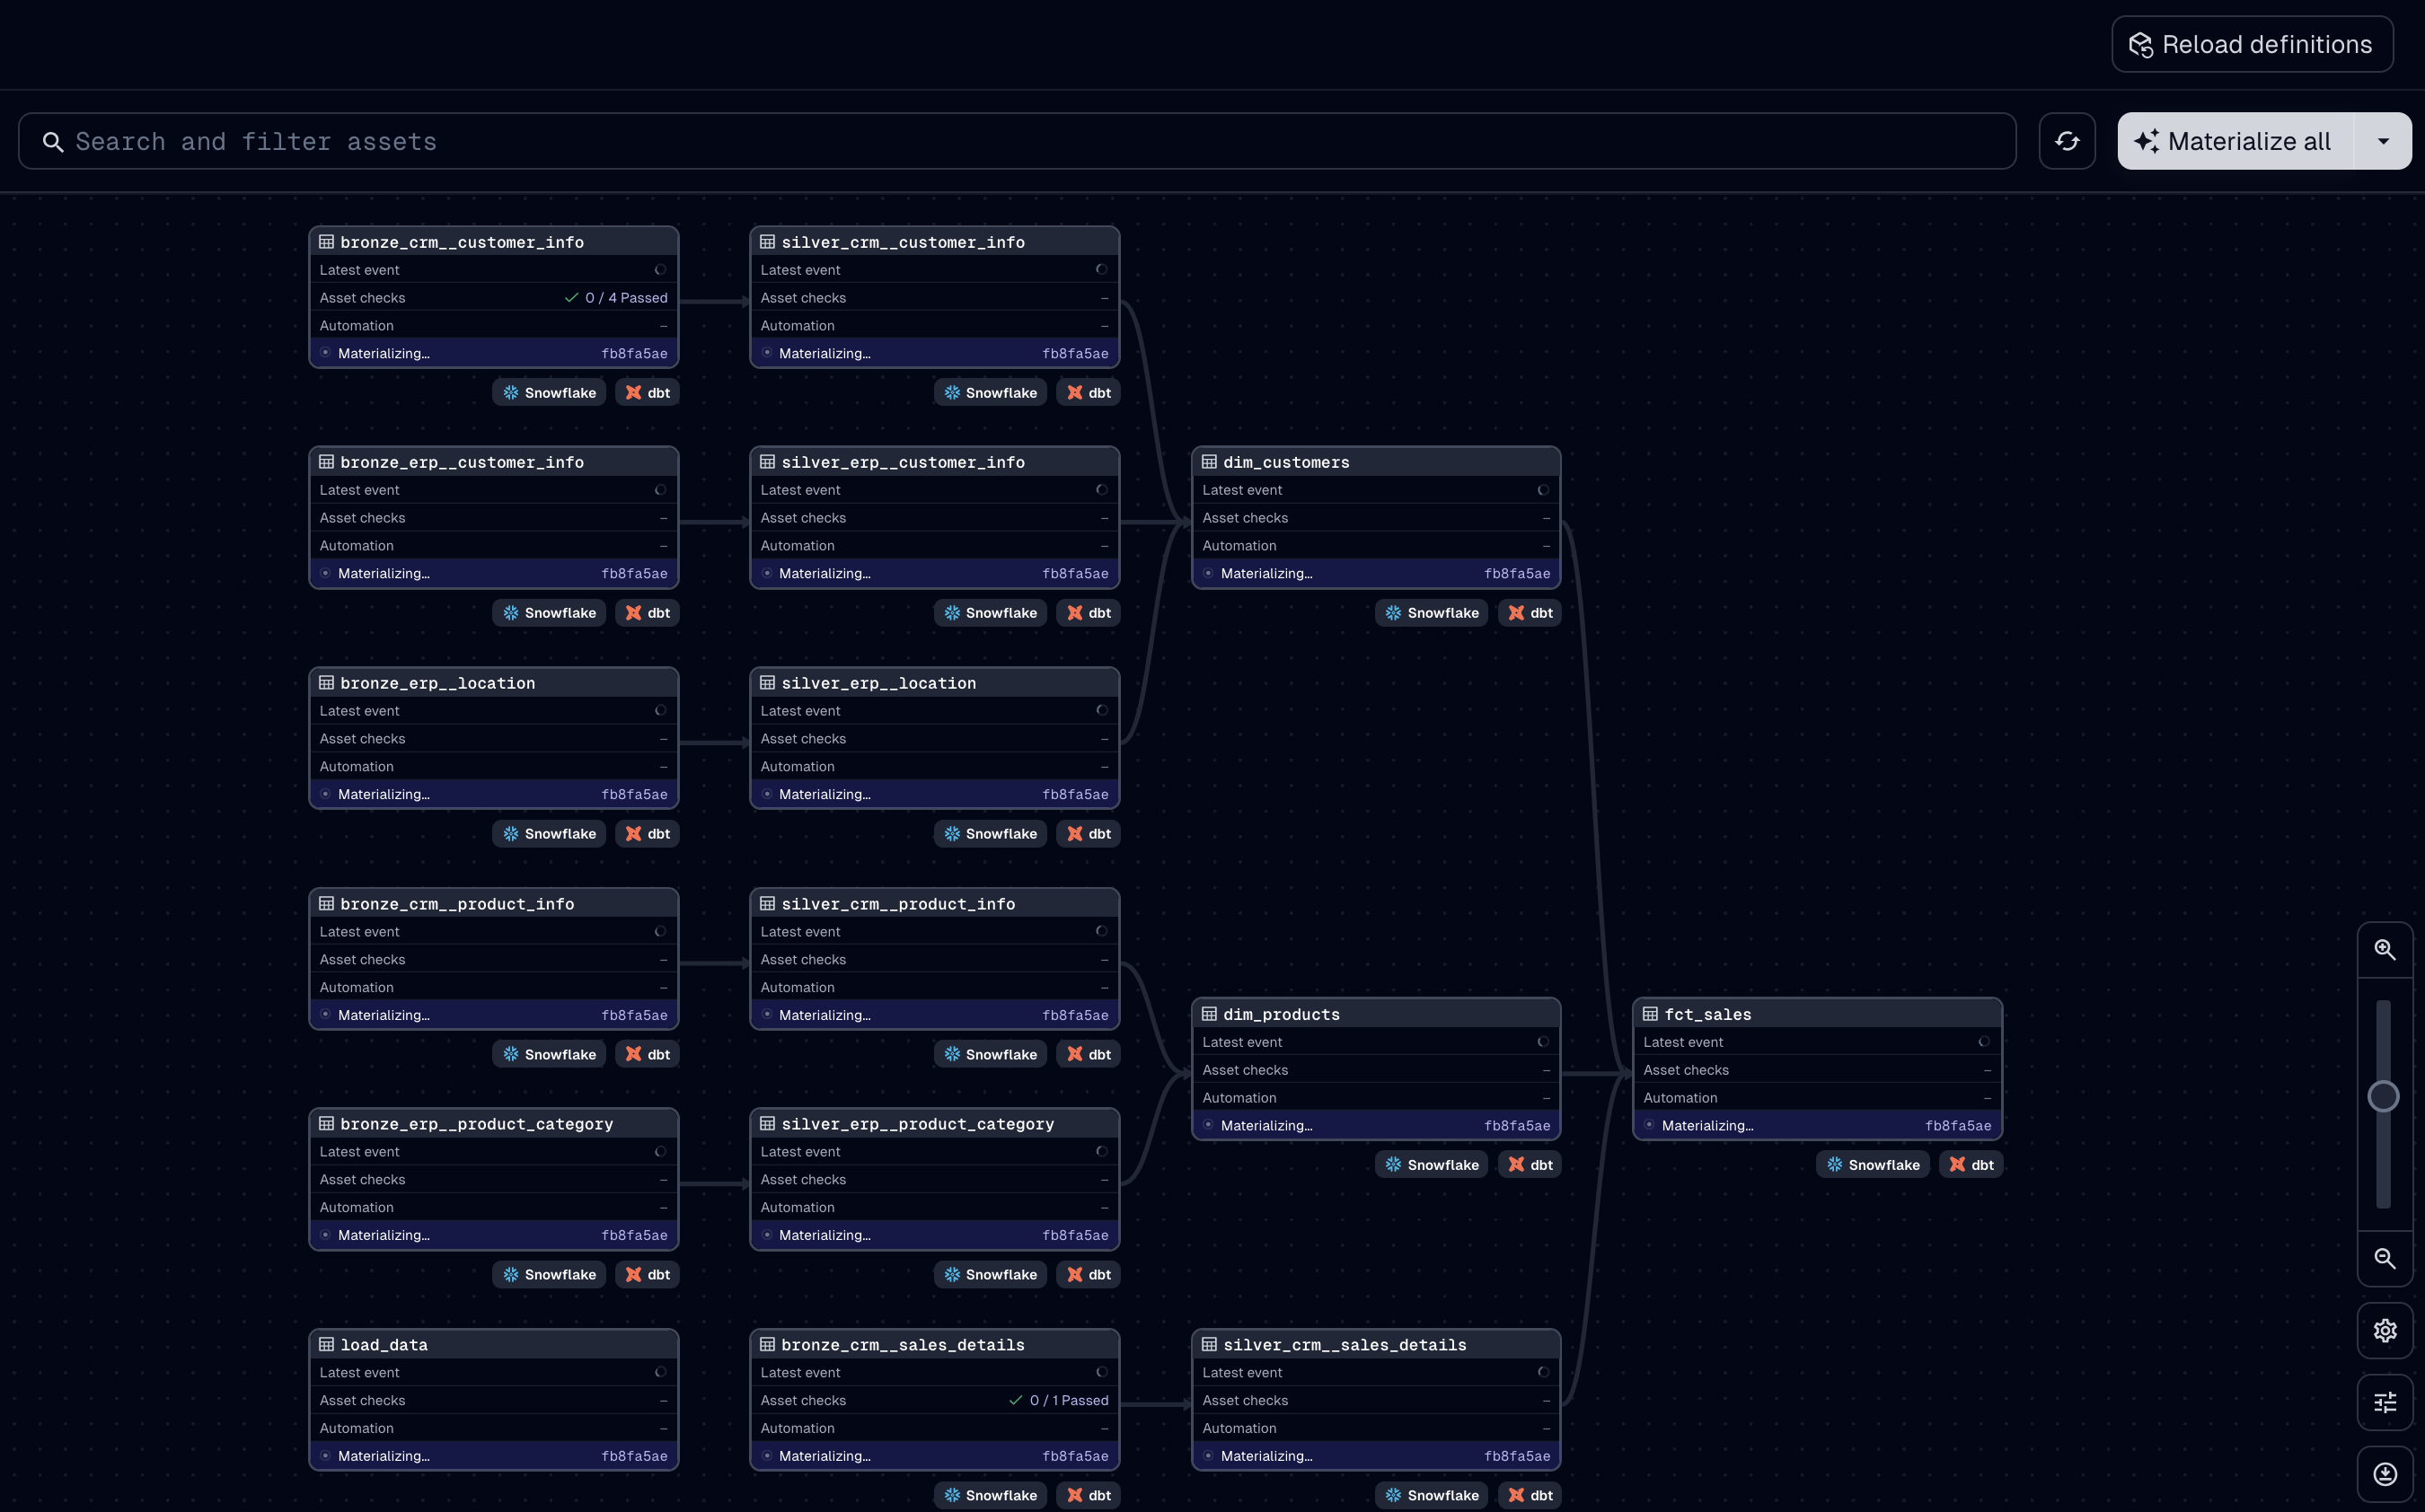 Reload definitions
Search and filter assets
Materialize all
bronze_crm__customer_info
Latest event
Asset checks 0 / 4 Passed
Automation –
Materializing... fb8fa5ae
Snowflake dbt
silver_crm__customer_info
Latest event
Asset checks –
Automation –
Materializing... fb8fa5ae
Snowflake dbt
bronze_erp__customer_info
Latest event
Asset checks –
Automation –
Materializing... fb8fa5ae
Snowflake dbt
silver_erp__customer_info
Latest event
Asset checks –
Automation –
Materializing... fb8fa5ae
Snowflake dbt
dim_customers
Latest event
Asset checks –
Automation –
Materializing... fb8fa5ae
Snowflake dbt
bronze_erp__location
Latest event
Asset checks –
Automation –
Materializing... fb8fa5ae
Snowflake dbt
silver_erp__location
Latest event
Asset checks –
Automation –
Materializing... fb8fa5ae
Snowflake dbt
bronze_crm__product_info
Latest event
Asset checks –
Automation –
Materializing... fb8fa5ae
Snowflake dbt
silver_crm__product_info
Latest event
Asset checks –
Automation –
Materializing... fb8fa5ae
Snowflake dbt
dim_products
Latest event
Asset checks –
Automation –
Materializing... fb8fa5ae
Snowflake dbt
fct_sales
Latest event
Asset checks –
Automation –
Materializing... fb8fa5ae
Snowflake dbt
bronze_erp__product_category
Latest event
Asset checks –
Automation –
Materializing... fb8fa5ae
Snowflake dbt
silver_erp__product_category
Latest event
Asset checks –
Automation –
Materializing... fb8fa5ae
Snowflake dbt
load_data
Latest event
Asset checks –
Automation –
Materializing... fb8fa5ae
bronze_crm__sales_details
Latest event
Asset checks 0 / 1 Passed
Automation –
Materializing... fb8fa5ae
Snowflake dbt
silver_crm__sales_details
Latest event
Asset checks –
Automation –
Materializing... fb8fa5ae
Snowflake dbt